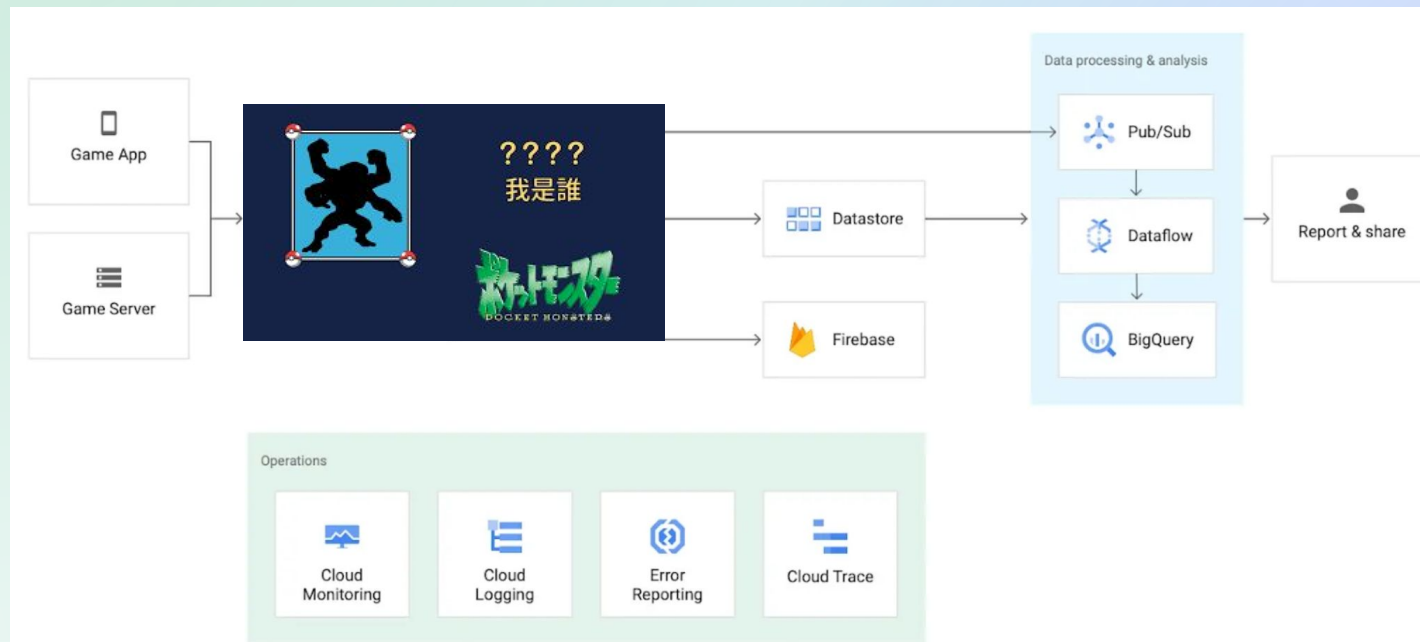 Data processing & analysis
Game App
????
我是誰
Pub/Sub
Datastore
Dataflow
Report & share
Game Server
ポケットモンスター
POCKET MONSTERS
Firebase
BigQuery
Operations
Cloud
Monitoring
Cloud
Logging
Error
Reporting
Cloud Trace